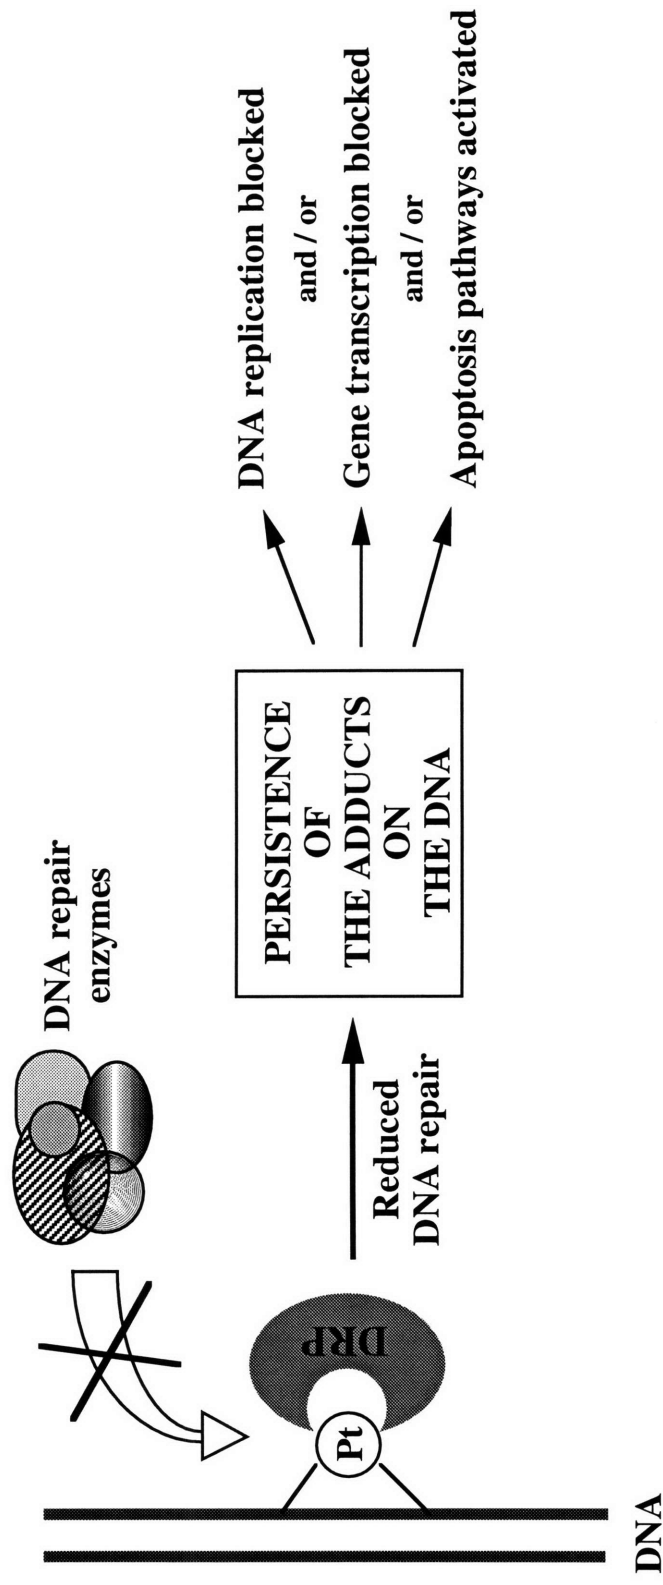 DNA repair
enzymes
DNA
Pt
DRP
Reduced
DNA repair
PERSISTENCE
OF
THE ADDUCTS
ON
THE DNA
DNA replication blocked
and / or
Gene transcription blocked
and / or
Apoptosis pathways activated